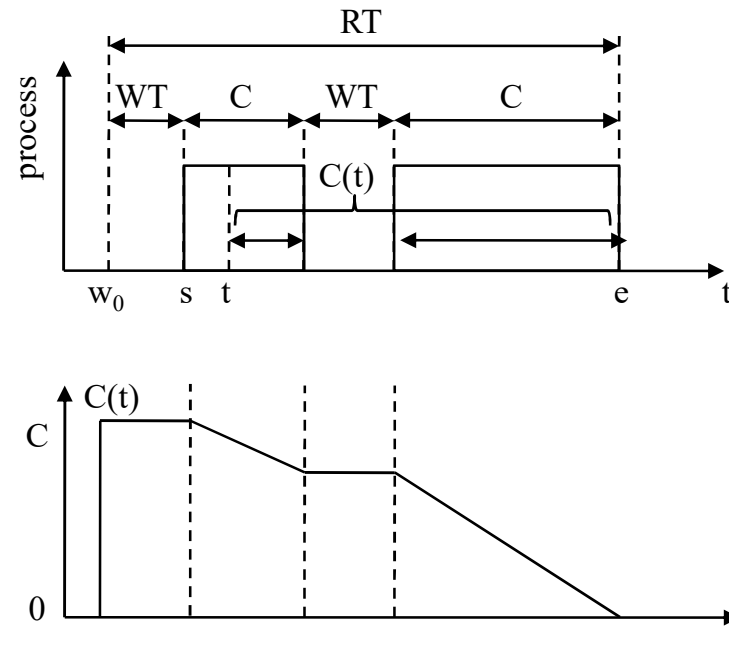 RT
WT C WT C
process
C(t)
w₀ s t e t
C(t)
C
0